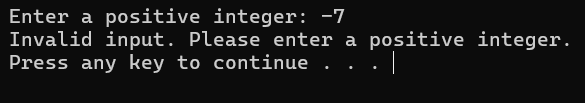 Enter a positive integer: -7
Invalid input. Please enter a positive integer.
Press any key to continue . . .